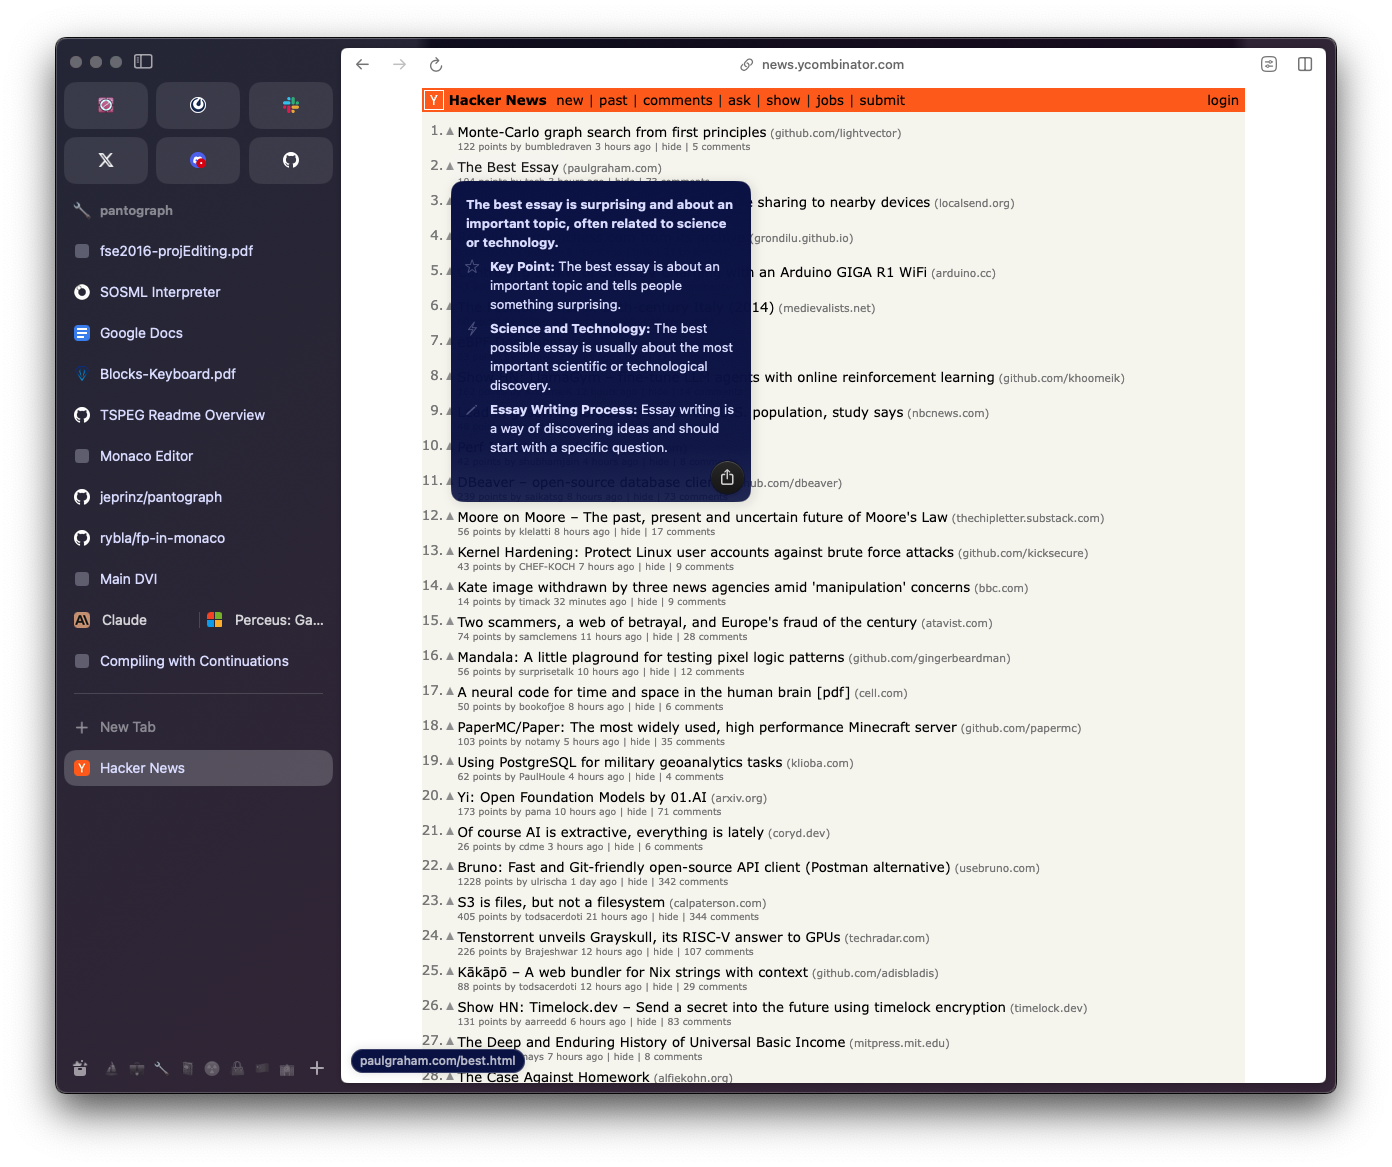 news.ycombinator.com
pantograph
fse2016-projEditing.pdf
SOSML Interpreter
Google Docs
Blocks-Keyboard.pdf
TSPEG Readme Overview
Monaco Editor
jeprinz/pantograph
rybla/fp-in-monaco
Main DVI
Claude
Perceus: Ga...
Compiling with Continuations
New Tab
Y Hacker News
Y Hacker News new | past | comments | ask | show | jobs | submit login
1. Monte-Carlo graph search from first principles (github.com/lightvector)
122 points by bumbledraven 3 hours ago | hide | 5 comments
2. The Best Essay (paulgraham.com)
The best essay is surprising and about an
important topic, often related to science
or technology.
Key Point: The best essay is about an
important topic and tells people
something surprising.
Science and Technology: The best
possible essay is usually about the most
important scientific or technological
discovery.
Essay Writing Process: Essay writing is
a way of discovering ideas and should
start with a specific question.
3. sharing to nearby devices (localsend.org)
4. (grondilu.github.io)
5. an Arduino GIGA R1 WiFi (arduino.cc)
6. (medievalists.net)
7.
8. with online reinforcement learning (github.com/khoomeik)
9. population, study says (nbcnews.com)
10.
11. DBeaver – open-source database
12. Moore on Moore – The past, present and uncertain future of Moore's Law (thechipletter.substack.com)
56 points by klelatti 8 hours ago | hide | 17 comments
13. Kernel Hardening: Protect Linux user accounts against brute force attacks (github.com/kicksecure)
43 points by CHEF-KOCH 7 hours ago | hide | 9 comments
14. Kate image withdrawn by three news agencies amid 'manipulation' concerns (bbc.com)
14 points by timack 32 minutes ago | hide | 9 comments
15. Two scammers, a web of betrayal, and Europe's fraud of the century (atavist.com)
74 points by samclemens 11 hours ago | hide | 28 comments
16. Mandala: A little plaground for testing pixel logic patterns (github.com/gingerbeardman)
56 points by surprisetalk 10 hours ago | hide | 12 comments
17. A neural code for time and space in the human brain [pdf] (cell.com)
50 points by bookofjoe 8 hours ago | hide | 6 comments
18. PaperMC/Paper: The most widely used, high performance Minecraft server (github.com/papermc)
103 points by notamy 5 hours ago | hide | 35 comments
19. Using PostgreSQL for military geoanalytics tasks (klioba.com)
62 points by PaulHoule 4 hours ago | hide | 4 comments
20. Yi: Open Foundation Models by 01.AI (arxiv.org)
173 points by pama 10 hours ago | hide | 71 comments
21. Of course AI is extractive, everything is lately (coryd.dev)
26 points by cdme 3 hours ago | hide | 6 comments
22. Bruno: Fast and Git-friendly open-source API client (Postman alternative) (usebruno.com)
1228 points by ulrischa 1 day ago | hide | 342 comments
23. S3 is files, but not a filesystem (calpaterson.com)
405 points by todsacerdoti 21 hours ago | hide | 344 comments
24. Tenstorrent unveils Grayskull, its RISC-V answer to GPUs (techradar.com)
226 points by Brajeshwar 12 hours ago | hide | 107 comments
25. Kākāpō – A web bundler for Nix strings with context (github.com/adisbladis)
88 points by todsacerdoti 12 hours ago | hide | 29 comments
26. Show HN: Timelock.dev – Send a secret into the future using timelock encryption (timelock.dev)
131 points by aarreedd 6 hours ago | hide | 83 comments
27. The Deep and Enduring History of Universal Basic Income (mitpress.mit.edu)
7 hours ago | hide | 8 comments
28. The Case Against Homework (alfiekohn.org)
paulgraham.com/best.html